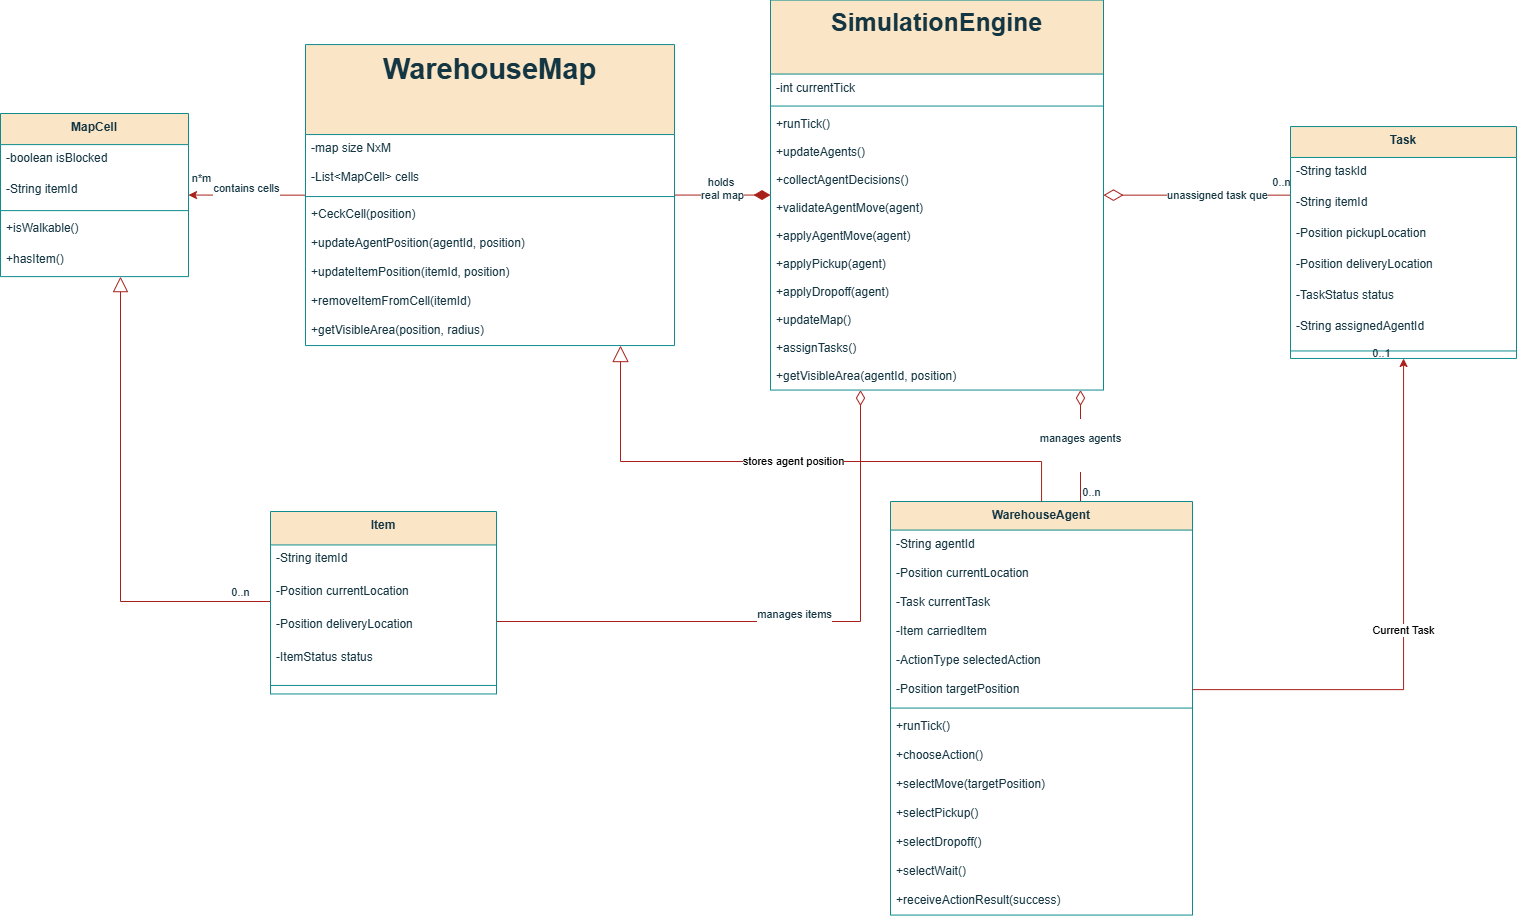 MapCell
-boolean isBlocked
-String itemId
+isWalkable()
+hasItem()
n*m
contains cells
WarehouseMap
-map size NxM
-List<MapCell> cells
+CeckCell(position)
+updateAgentPosition(agentId, position)
+updateItemPosition(itemId, position)
+removeItemFromCell(itemId)
+getVisibleArea(position, radius)
holds
real map
SimulationEngine
-int currentTick
+runTick()
+updateAgents()
+collectAgentDecisions()
+validateAgentMove(agent)
+applyAgentMove(agent)
+applyPickup(agent)
+applyDropoff(agent)
+updateMap()
+assignTasks()
+getVisibleArea(agentId, position)
0..n
unassigned task que
Task
-String taskId
-String itemId
-Position pickupLocation
-Position deliveryLocation
-TaskStatus status
-String assignedAgentId
0..1
manages agents
stores agent position
0..n
Item
-String itemId
-Position currentLocation
-Position deliveryLocation
-ItemStatus status
0..n
manages items
WarehouseAgent
-String agentId
-Position currentLocation
-Task currentTask
-Item carriedItem
-ActionType selectedAction
-Position targetPosition
+runTick()
+chooseAction()
+selectMove(targetPosition)
+selectPickup()
+selectDropoff()
+selectWait()
+receiveActionResult(success)
Current Task